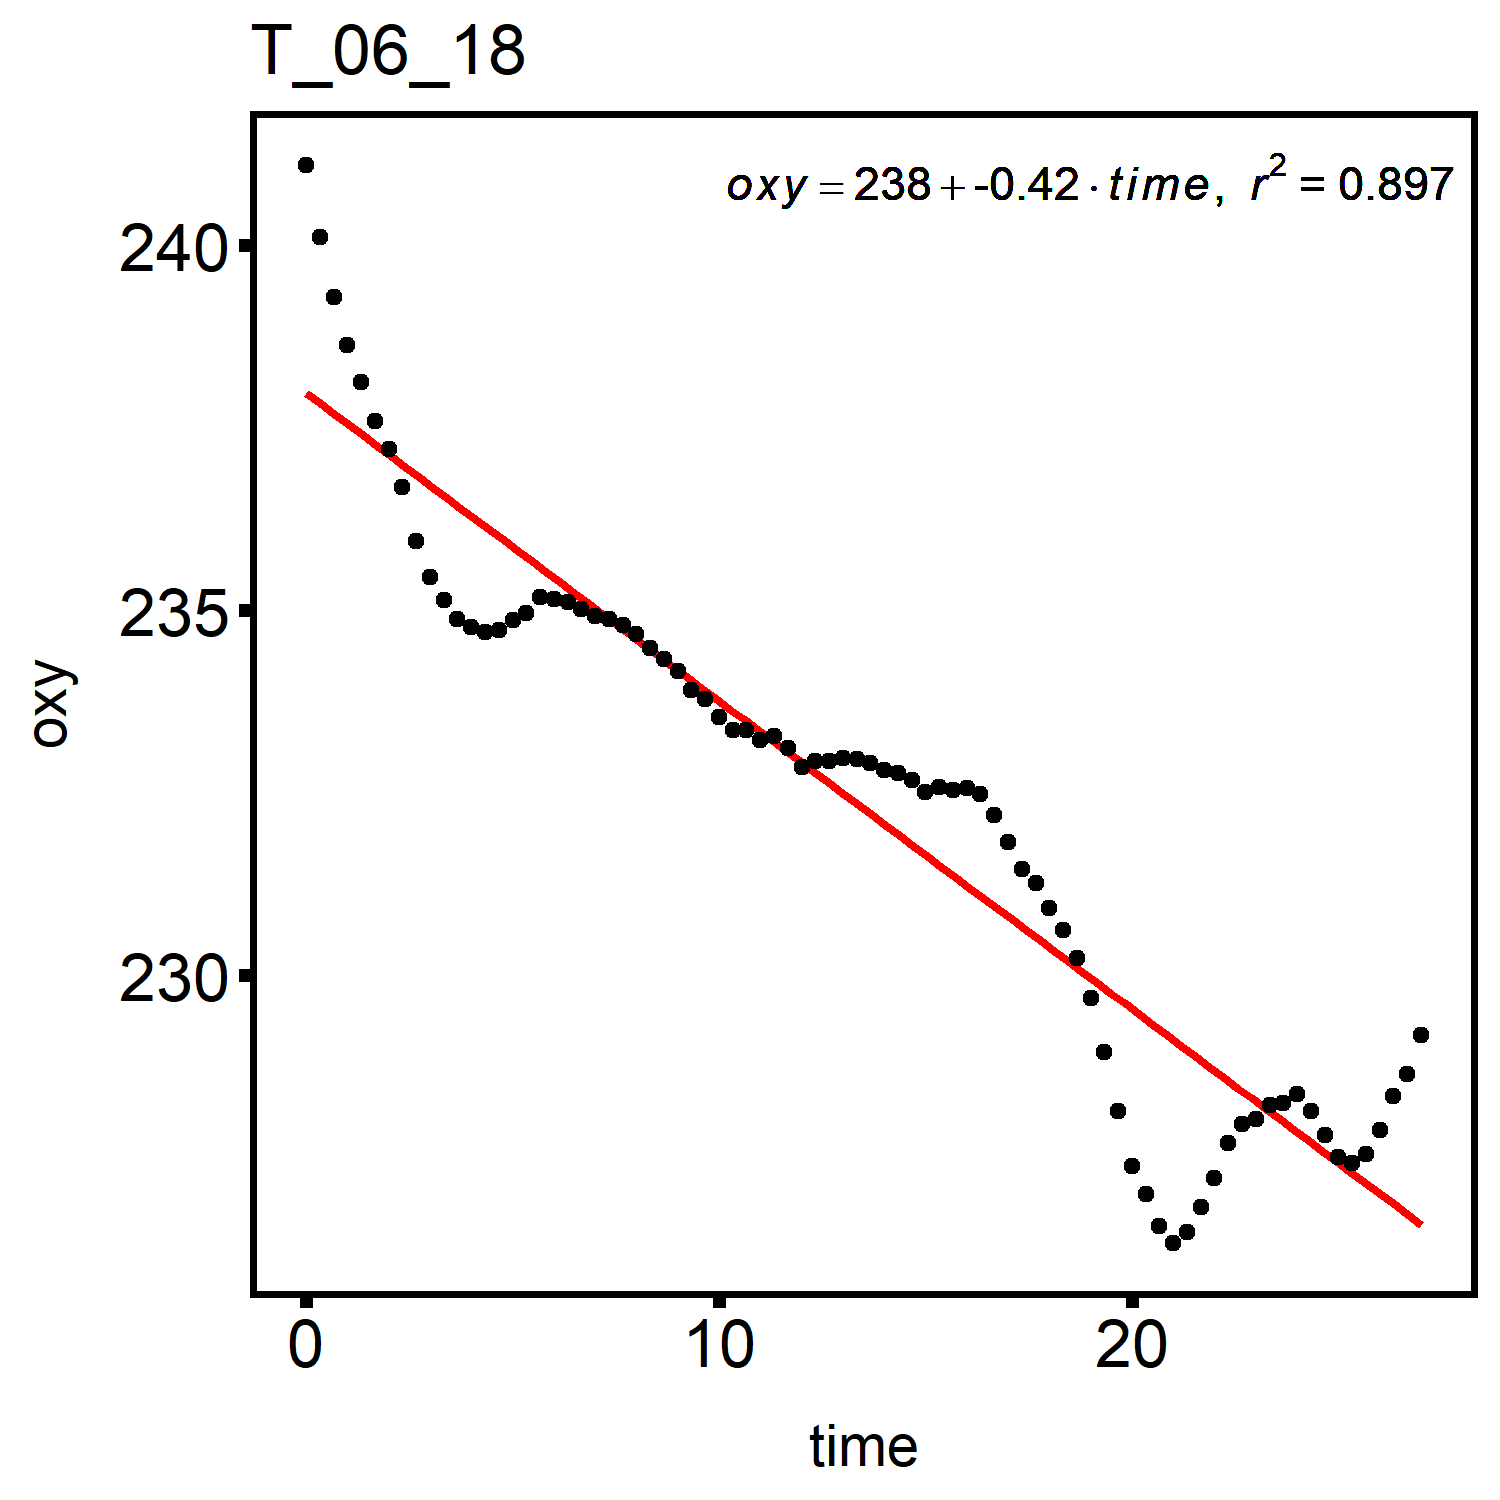 T_06_18
oxy = 238 + -0.42 · time, r² = 0.897
240
235
230
oxy
0 10 20
time